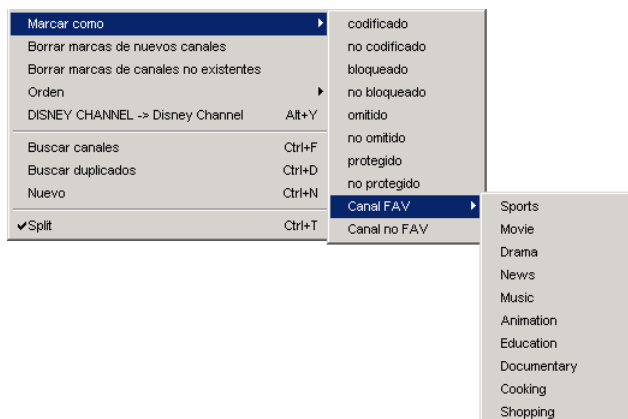 Marcar como
Borrar marcas de nuevos canales
Borrar marcas de canales no existentes
Orden
DISNEY CHANNEL -> Disney Channel Alt+Y
Buscar canales Ctrl+F
Buscar duplicados Ctrl+D
Nuevo Ctrl+N
Split Ctrl+T
codificado
no codificado
bloqueado
no bloqueado
omitido
no omitido
protegido
no protegido
Canal FAV
Canal no FAV
Sports
Movie
Drama
News
Music
Animation
Education
Documentary
Cooking
Shopping